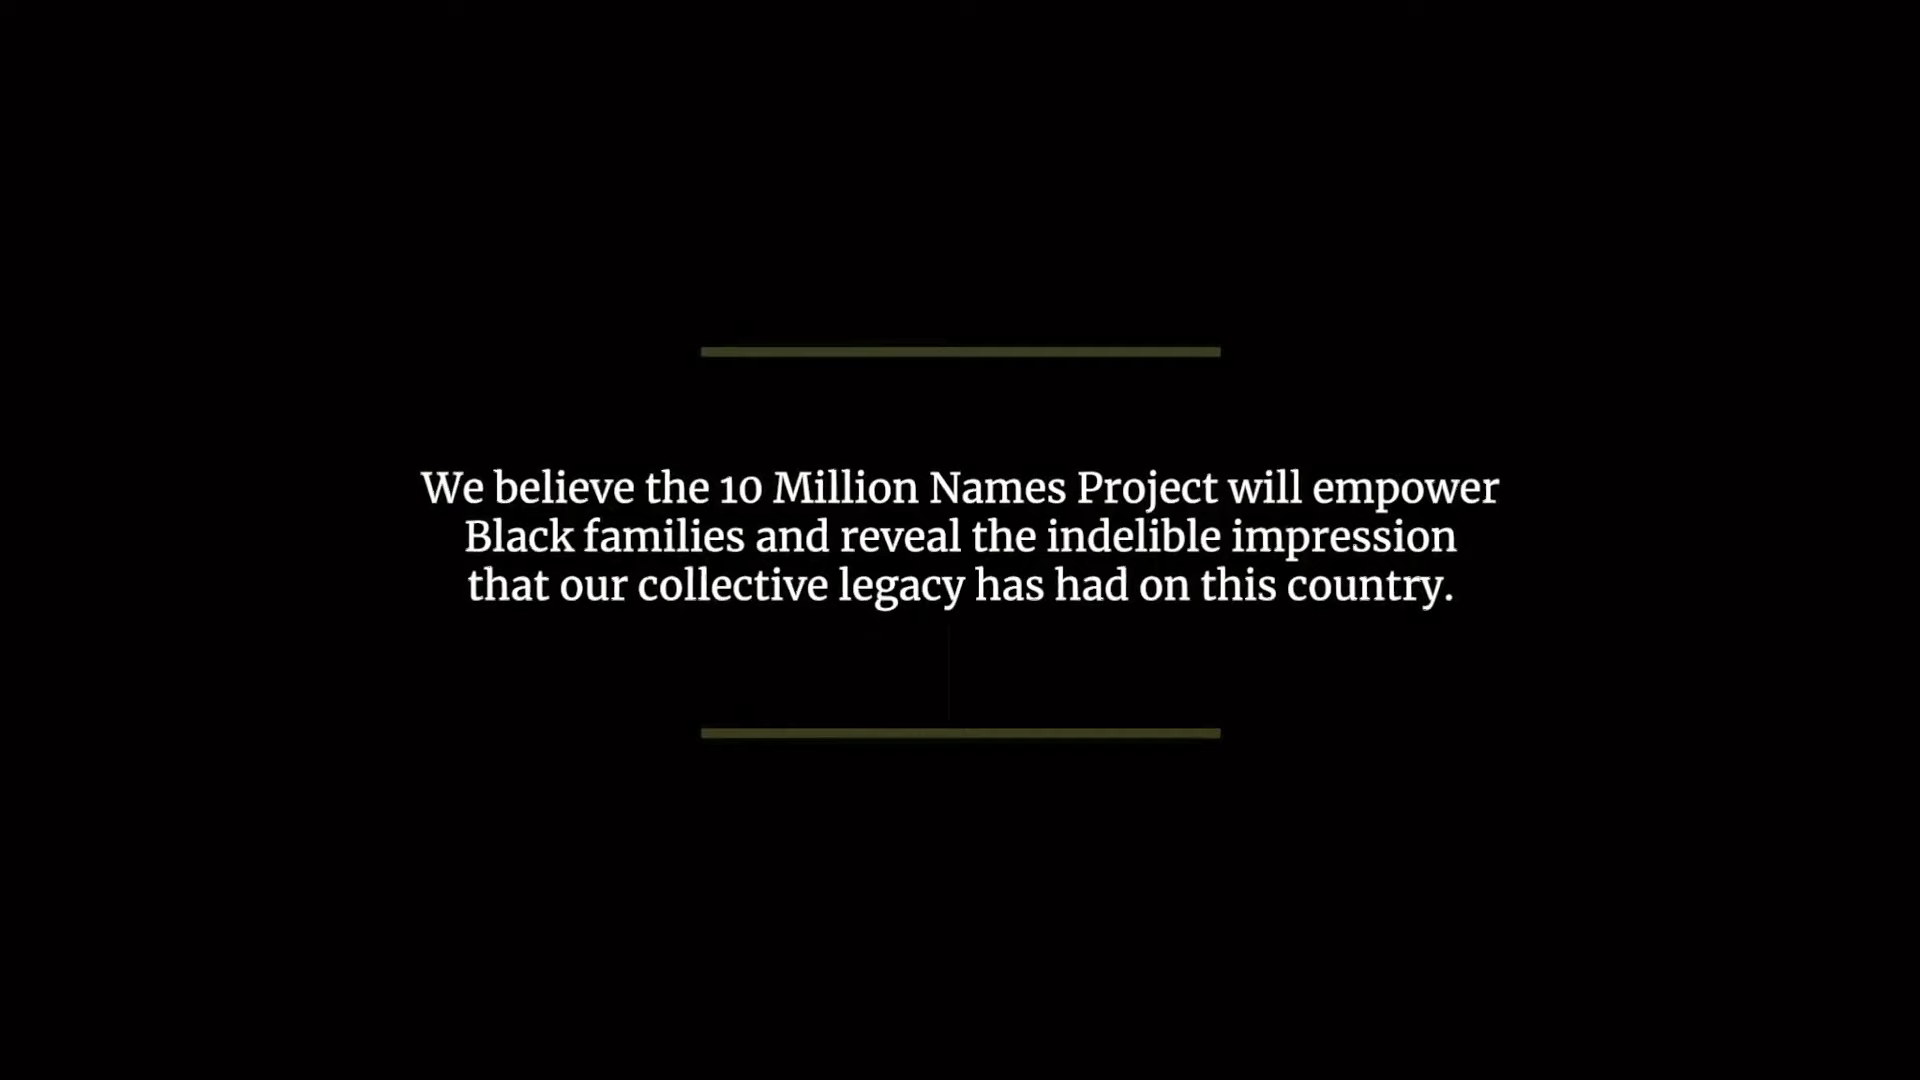 We believe the 10 Million Names Project will empower
Black families and reveal the indelible impression
that our collective legacy has had on this country.